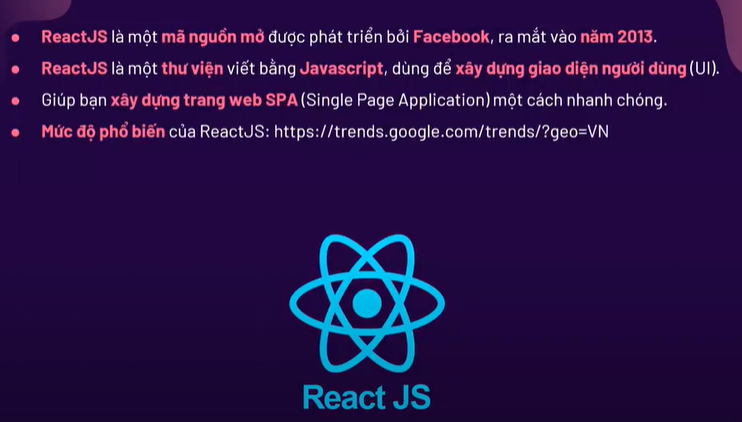 ReactJS là một mã nguồn mở được phát triển bởi Facebook, ra mắt vào năm 2013.
ReactJS là một thư viện viết bằng Javascript, dùng để xây dựng giao diện người dùng (UI).
Giúp bạn xây dựng trang web SPA (Single Page Application) một cách nhanh chóng.
Mức độ phổ biến của ReactJS: https://trends.google.com/trends/?geo=VN
React JS